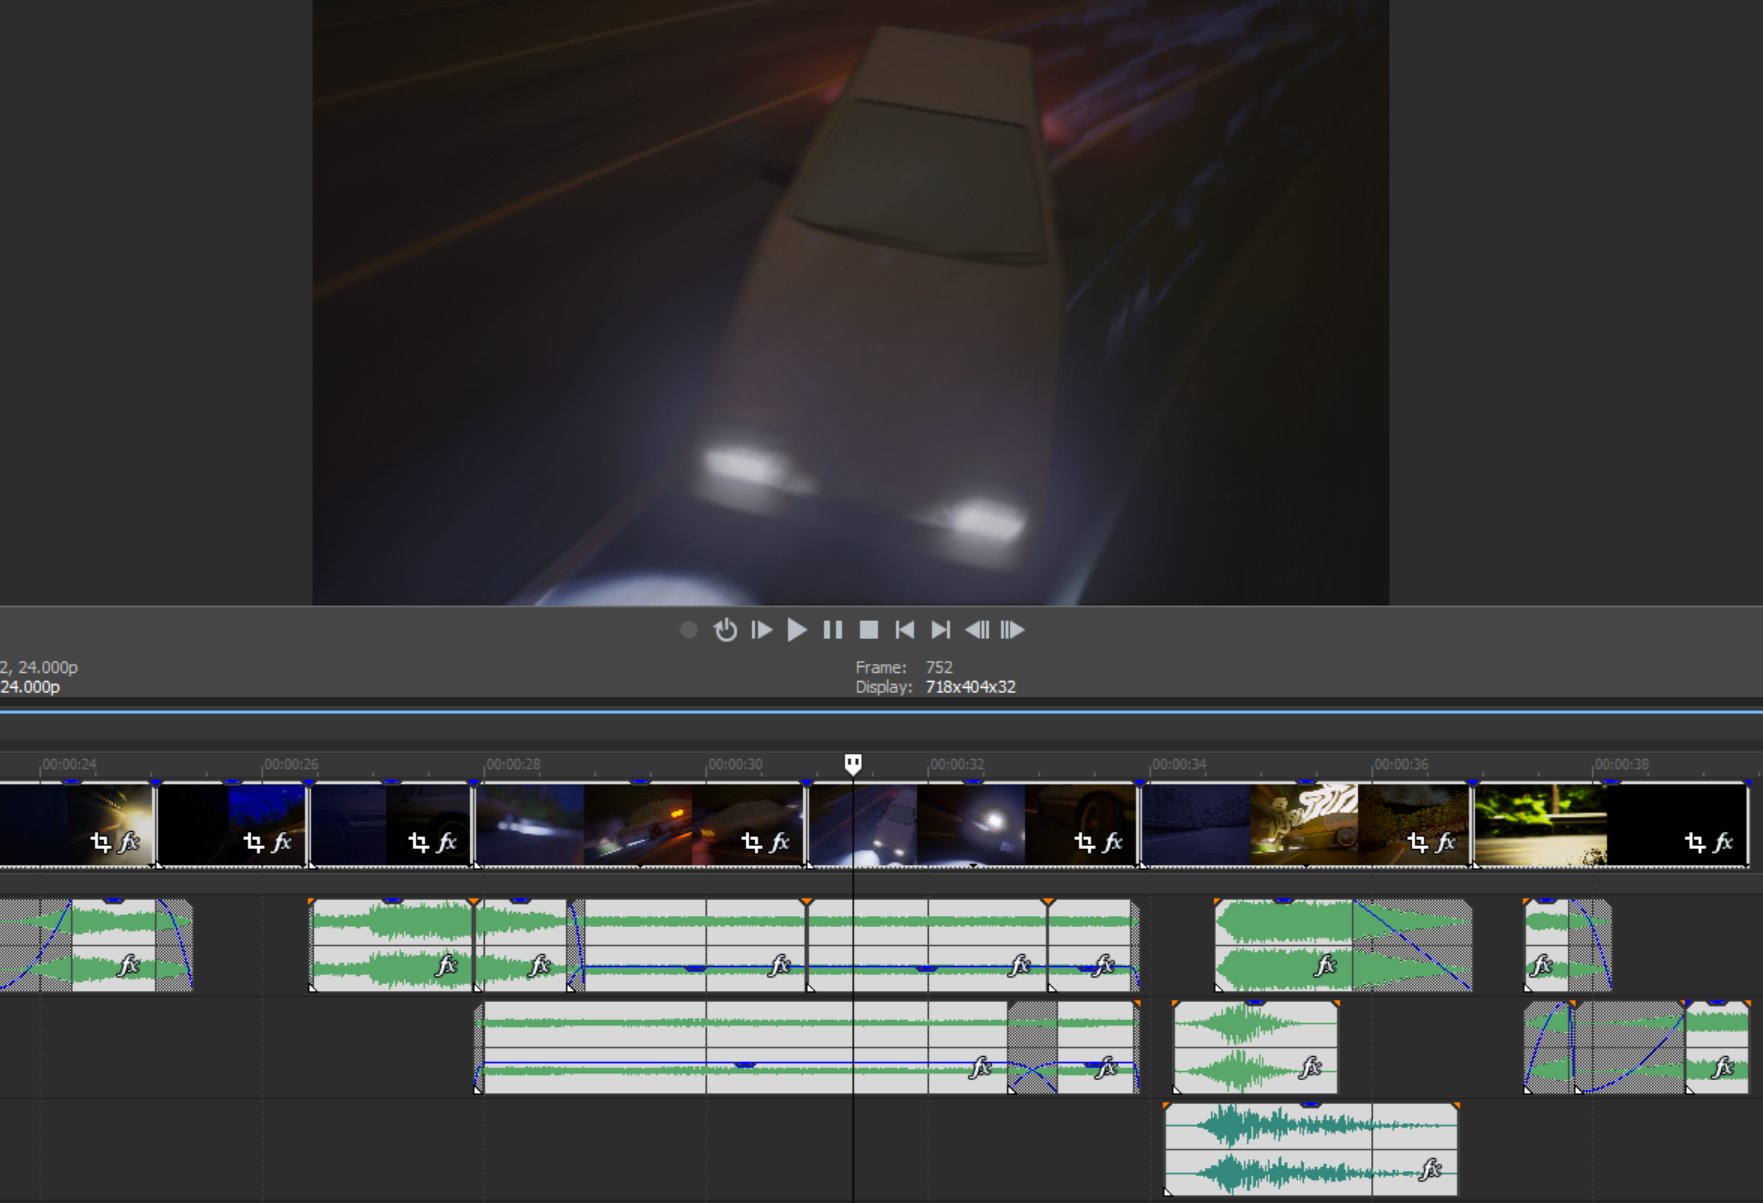 2, 24.000p
24.000p
Frame: 752
Display: 718x404x32
00:00:24 00:00:26 00:00:28 00:00:30 00:00:32 00:00:34 00:00:36 00:00:38
fx fx fx fx fx fx fx
fx fx fx fx fx fx fx fx
fx fx fx fx
fx